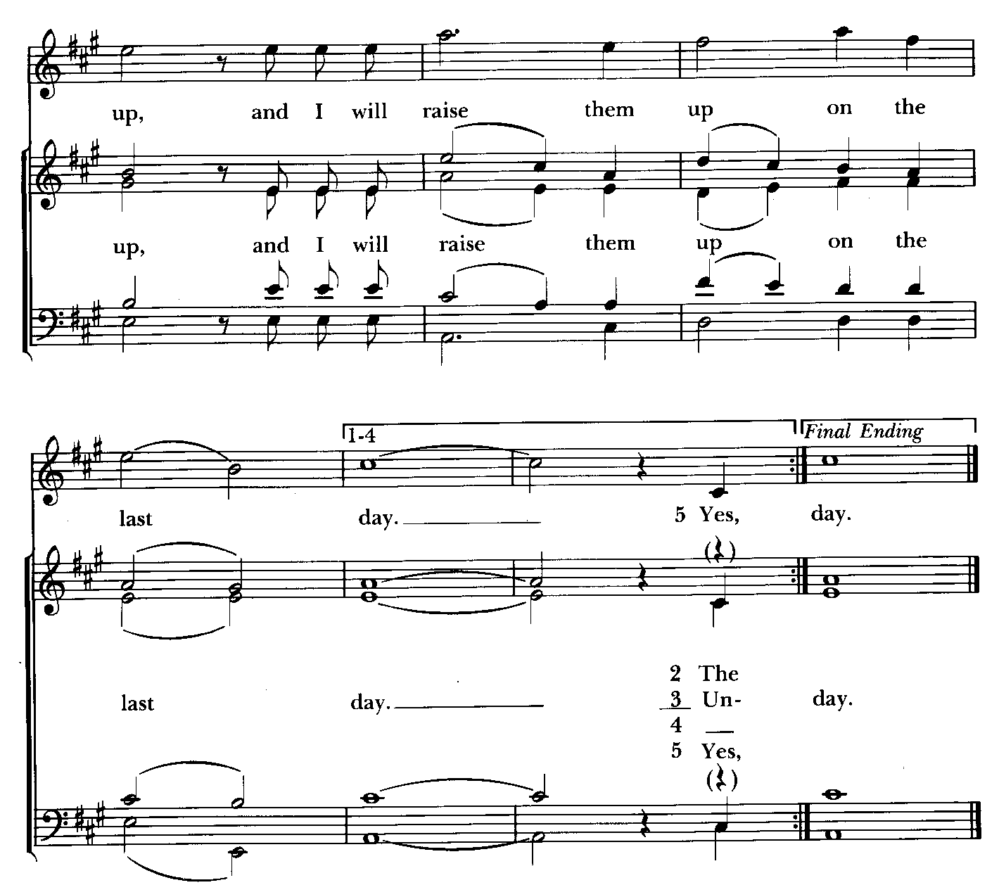 up, and I will raise them up on the
up, and I will raise them up on the
1-4 Final Ending
last day. 5 Yes, day.
2 The
last day. 3 Un- day.
4
5 Yes,